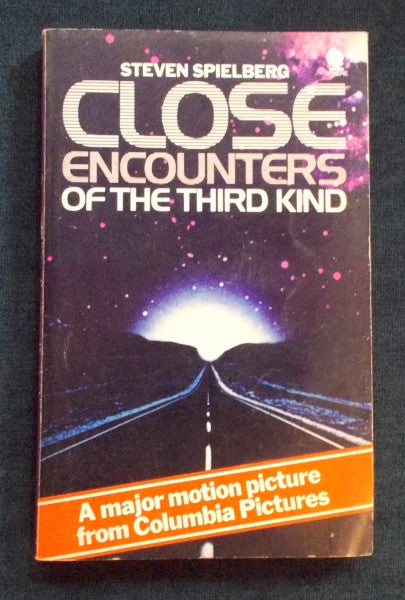 STEVEN SPIELBERG
CLOSE
ENCOUNTERS
OF THE THIRD KIND
A major motion picture
from Columbia Pictures